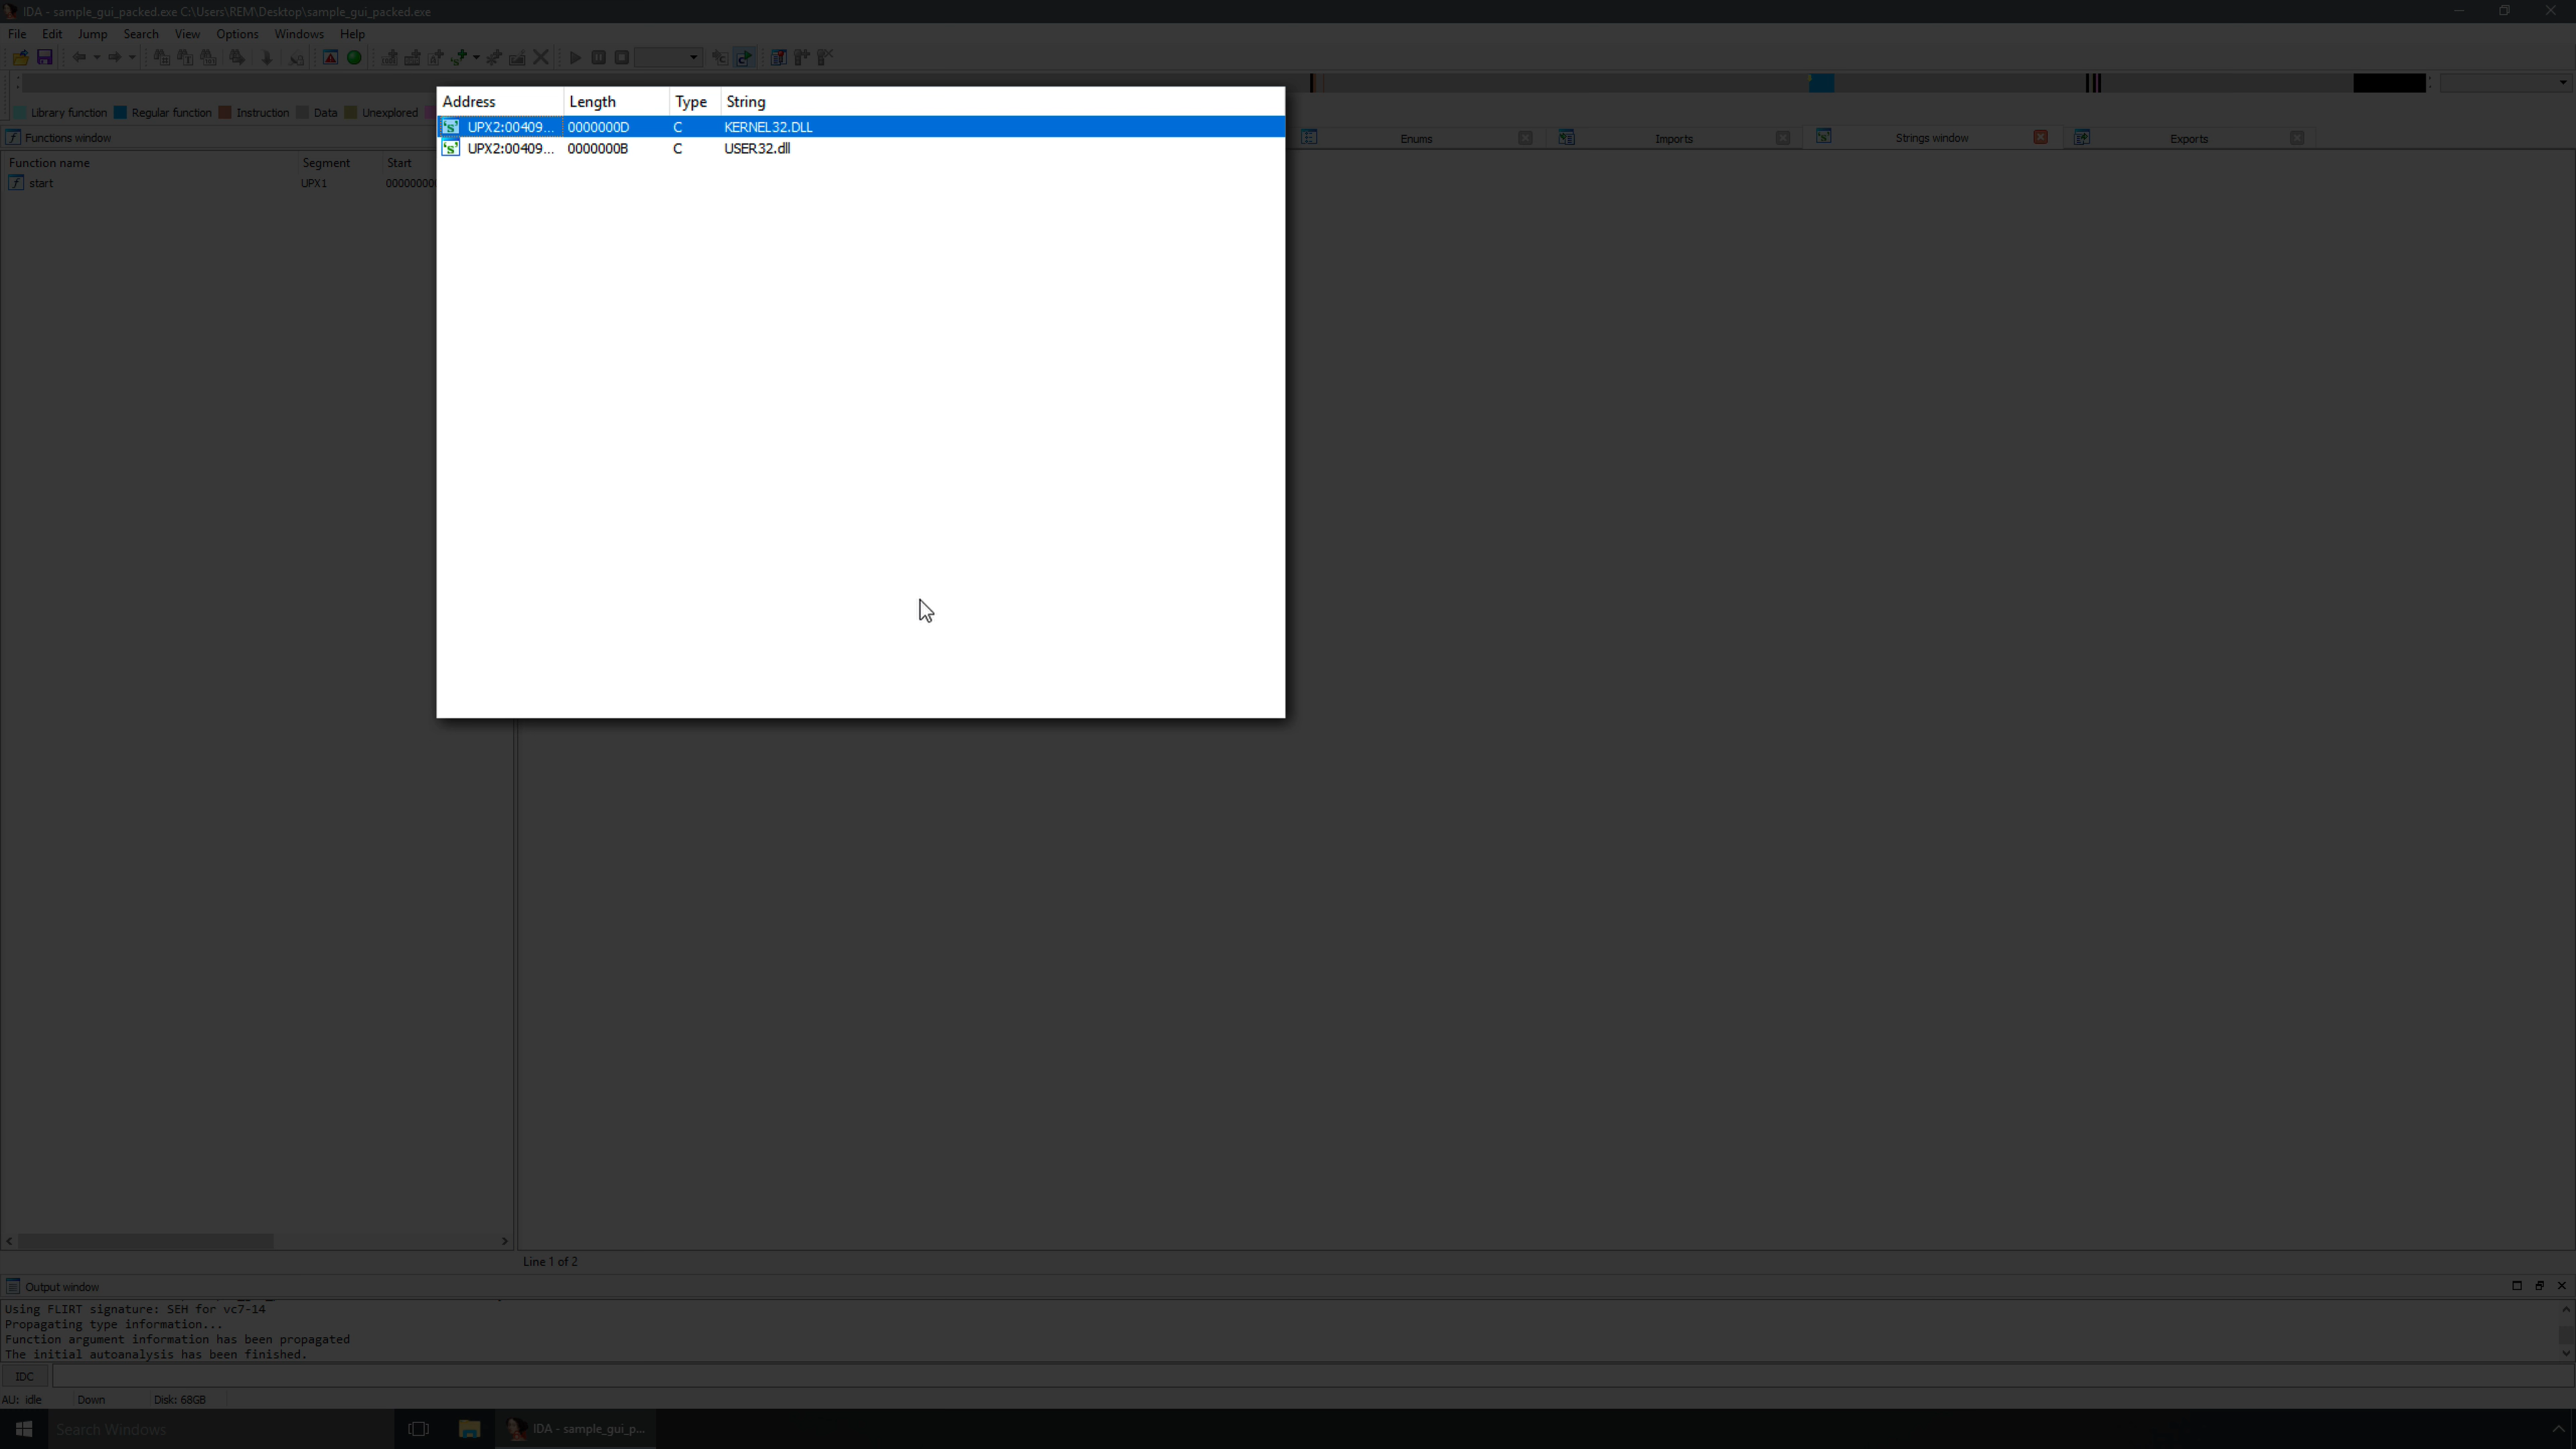 IDA - sample_gui_packed.exe C:\Users\REM\Desktop\sample_gui_packed.exe
File Edit Jump Search View Options Windows Help
Library function Regular function Instruction Data Unexplored
Functions window
Function name Segment Start
start UPX1 00000000
Address Length Type String
UPX2:00409... 0000000D C KERNEL32.DLL
UPX2:00409... 0000000B C USER32.dll
Enums Imports Strings window Exports
Line 1 of 2
Output window
Using FLIRT signature: SEH for vc7-14
Propagating type information...
Function argument information has been propagated
The initial autoanalysis has been finished.
IDC
AU: idle Down Disk: 68GB
Search Windows
IDA - sample_gui_p...